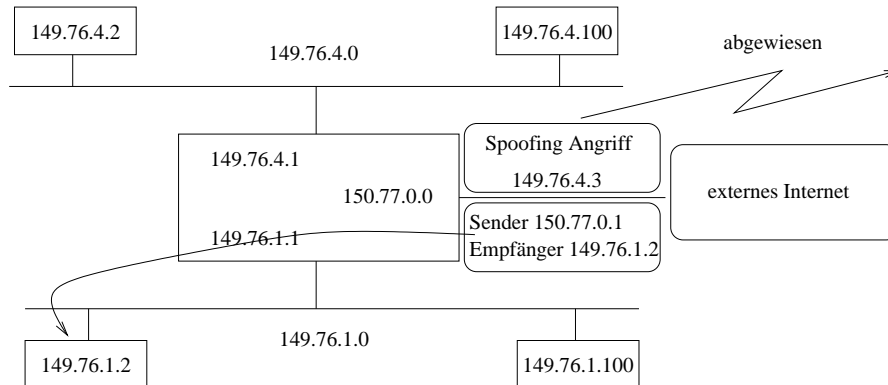 149.76.4.2
149.76.4.0
149.76.4.100
abgewiesen
149.76.4.1
150.77.0.0
149.76.1.1
Spoofing Angriff
149.76.4.3
externes Internet
Sender 150.77.0.1
Empfänger 149.76.1.2
149.76.1.2
149.76.1.0
149.76.1.100